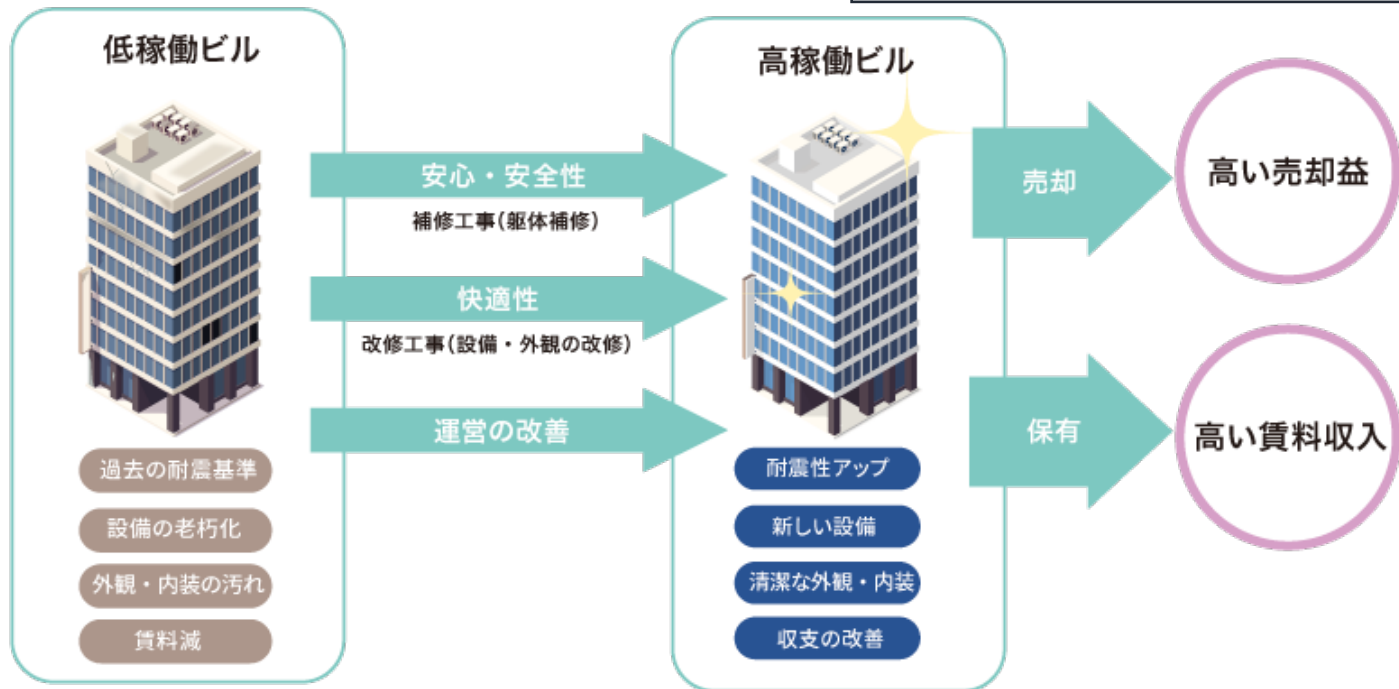 低稼働ビル
過去の耐震基準
設備の老朽化
外観・内装の汚れ
賃料減
安心・安全性
補修工事(躯体補修)
快適性
改修工事(設備・外観の改修)
運営の改善
高稼働ビル
耐震性アップ
新しい設備
清潔な外観・内装
収支の改善
売却
高い売却益
保有
高い賃料収入